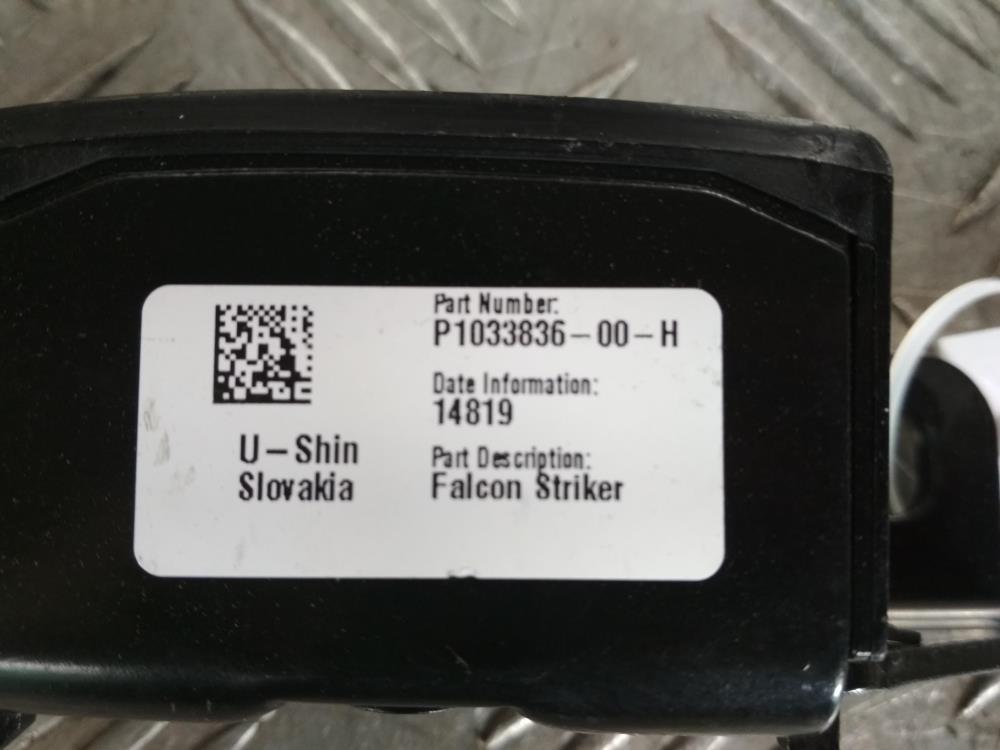 Part Number:
P1033836-00-H
Date Information:
14819
U-Shin
Slovakia
Part Description:
Falcon Striker